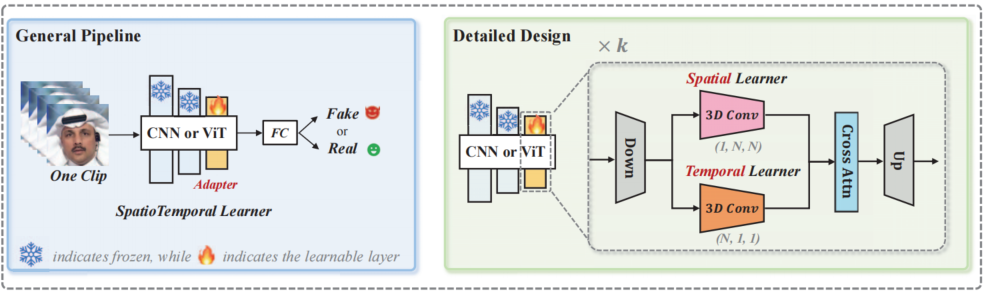 General Pipeline
One Clip
CNN or ViT
Adapter
SpatioTemporal Learner
FC
Fake
or
Real
indicates frozen, while indicates the learnable layer
Detailed Design
× k
CNN or ViT
Down
Spatial Learner
3D Conv
(1, N, N)
Temporal Learner
3D Conv
(N, 1, 1)
Cross Attn
Up